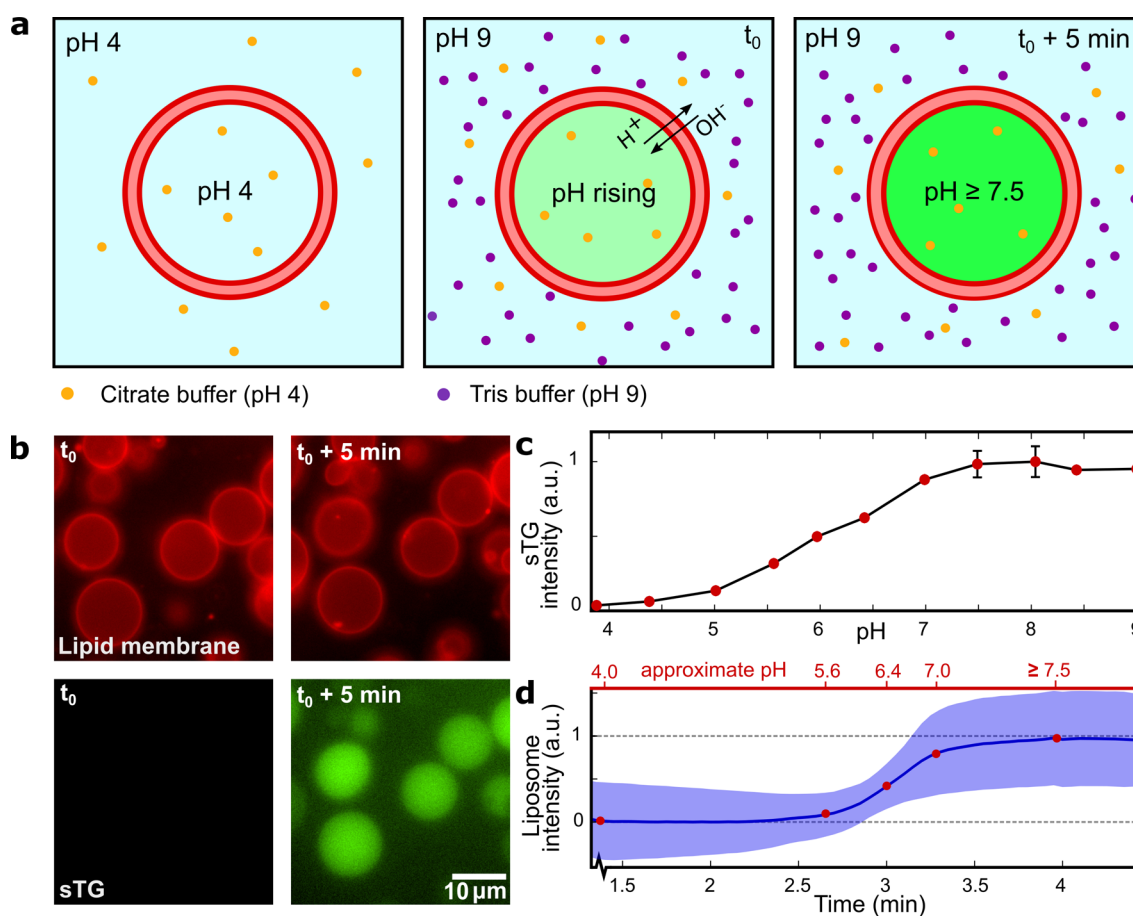 a
pH 4
pH 4
pH 9
t₀
H⁺
OH⁻
pH rising
pH 9
t₀ + 5 min
pH ≥ 7.5
Citrate buffer (pH 4)
Tris buffer (pH 9)
b
t₀
Lipid membrane
t₀ + 5 min
t₀
sTG
t₀ + 5 min
10 µm
c
sTG
intensity (a.u.)
1
0
4 5 6 7 8 9
pH
d
approximate pH
4.0 5.6 6.4 7.0 ≥ 7.5
Liposome
intensity (a.u.)
1
0
1.5 2 2.5 3 3.5 4
Time (min)